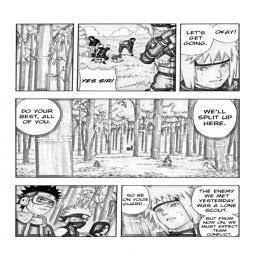 YES SIR!
LET'S
GET
GOING.
OKAY!
DO YOUR
BEST, ALL
OF YOU.
WE'LL
SPLIT UP
HERE.
SO BE
ON YOUR
GUARD...
THE ENEMY WE
MET
YESTERDAY
WAS A LONE
SCOUT.
BUT FROM
NOW ON, WE
MUST EXPECT
TEAM
CONFLICT.